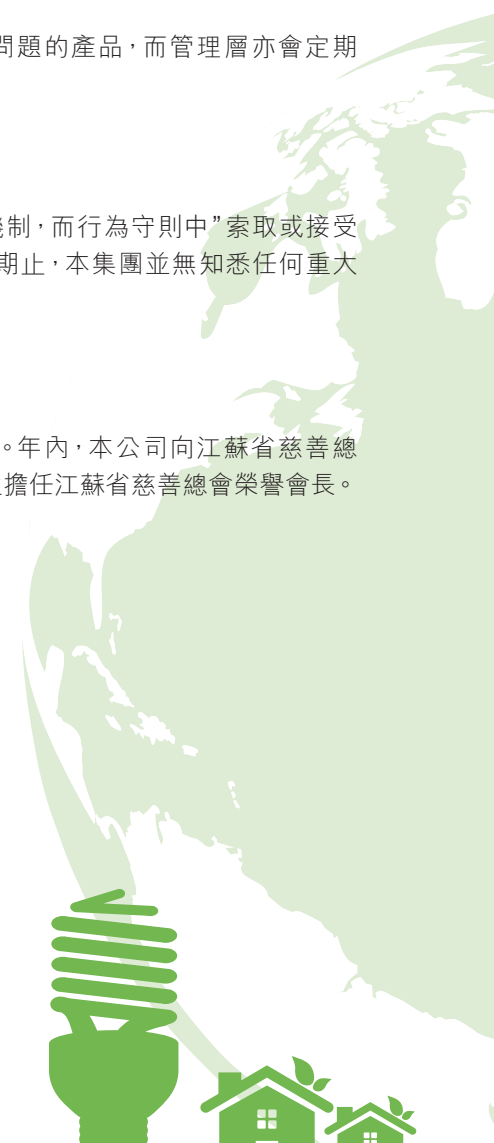 問題的產品，而管理層亦會定期
制，而行為守則中”索取或接受
期止，本集團並無知悉任何重大
。年內，本公司向江蘇省慈善總
擔任江蘇省慈善總會榮譽會長。